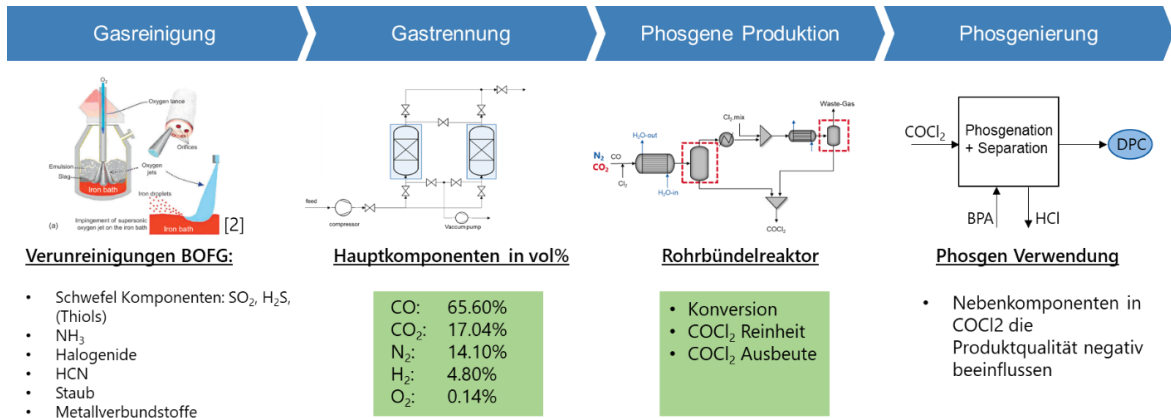 Gasreinigung
Gastrennung
Phosgene Produktion
Phosgenierung
O₂
Oxygen lance
Orifices
Emulsion
Slag
Oxygen
jets
Iron bath
Iron droplets
(a)
Impingement of supersonic
oxygen jet on the iron bath
Iron bath
[2]
feed
compressor
Vaccumpump
N₂
CO₂
CO
Cl₂
H₂O-out
H₂O-in
Cl₂,mix
Waste-Gas
COCl₂
COCl₂
Phosgenation
+ Separation
DPC
BPA
HCl
Verunreinigungen BOFG:
• Schwefel Komponenten: SO₂, H₂S,
(Thiols)
• NH₃
• Halogenide
• HCN
• Staub
• Metallverbundstoffe
Hauptkomponenten in vol%
CO: 65.60%
CO₂: 17.04%
N₂: 14.10%
H₂: 4.80%
O₂: 0.14%
Rohrbündelreaktor
• Konversion
• COCl₂ Reinheit
• COCl₂ Ausbeute
Phosgen Verwendung
• Nebenkomponenten in
COCl2 die
Produktqualität negativ
beeinflussen